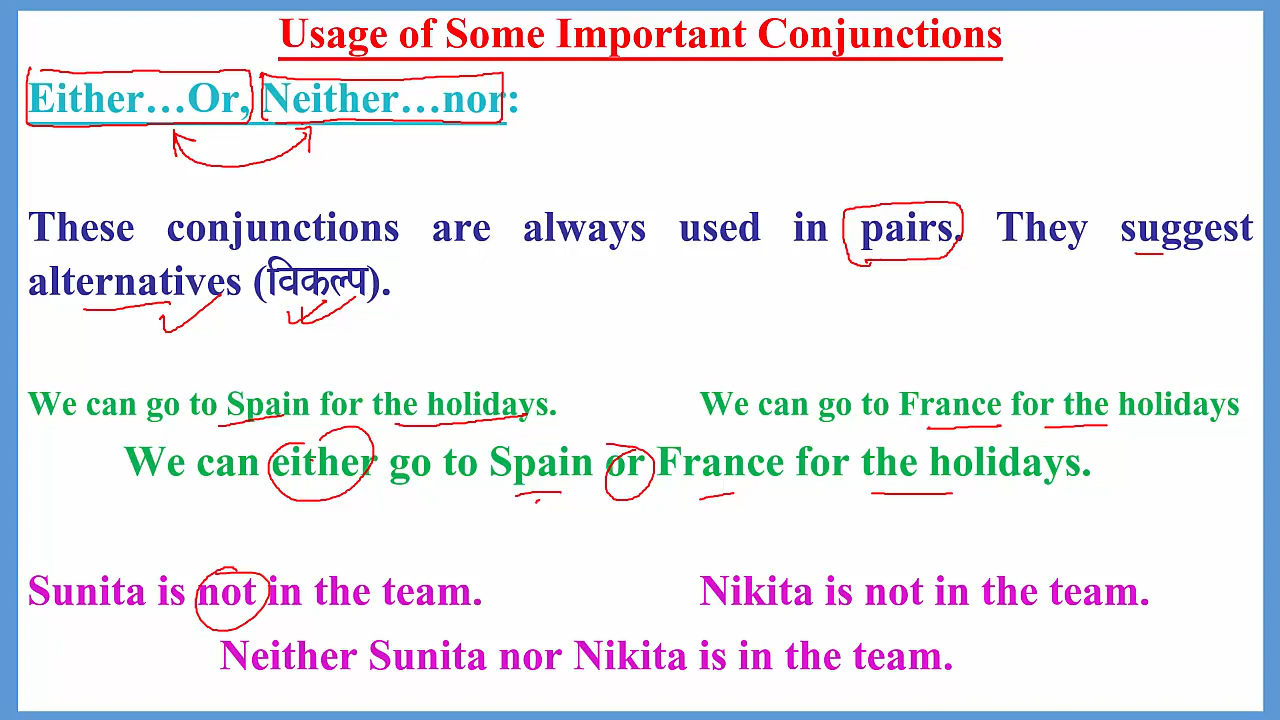 Usage of Some Important Conjunctions
Either…Or, Neither…nor:
These conjunctions are always used in pairs. They suggest
alternatives (विकल्प).
We can go to Spain for the holidays. We can go to France for the holidays
We can either go to Spain or France for the holidays.
Sunita is not in the team. Nikita is not in the team.
Neither Sunita nor Nikita is in the team.